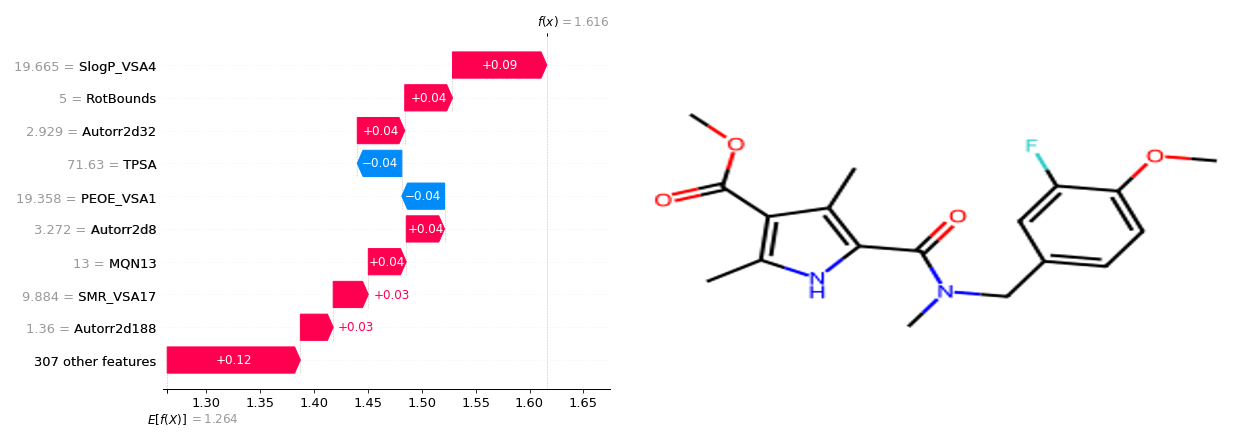 f(x) = 1.616
19.665 = SlogP_VSA4
+0.09
5 = RotBounds
+0.04
2.929 = Autorr2d32
+0.04
71.63 = TPSA
−0.04
19.358 = PEOE_VSA1
−0.04
3.272 = Autorr2d8
+0.04
13 = MQN13
+0.04
9.884 = SMR_VSA17
+0.03
1.36 = Autorr2d188
+0.03
307 other features
+0.12
1.30 1.35 1.40 1.45 1.50 1.55 1.60 1.65
E[f(X)] = 1.264
O
O
N
H
O
N
F
O